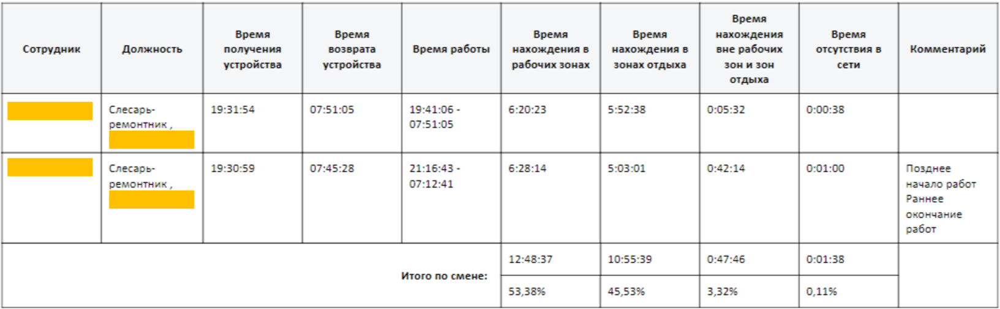 Сотрудник
Должность
Время
получения
устройства
Время
возврата
устройства
Время работы
Время
нахождения в
рабочих зонах
Время
нахождения в
зонах отдыха
Время
нахождения
вне рабочих
зон и зон
отдыха
Время
отсутствия в
сети
Комментарий
Слесарь-
ремонтник ,
19:31:54
07:51:05
19:41:06 -
07:51:05
6:20:23
5:52:38
0:05:32
0:00:38
Слесарь-
ремонтник ,
19:30:59
07:45:28
21:16:43 -
07:12:41
6:28:14
5:03:01
0:42:14
0:01:00
Позднее
начало работ
Раннее
окончание
работ
Итого по смене:
12:48:37
10:55:39
0:47:46
0:01:38
53,38%
45,53%
3,32%
0,11%